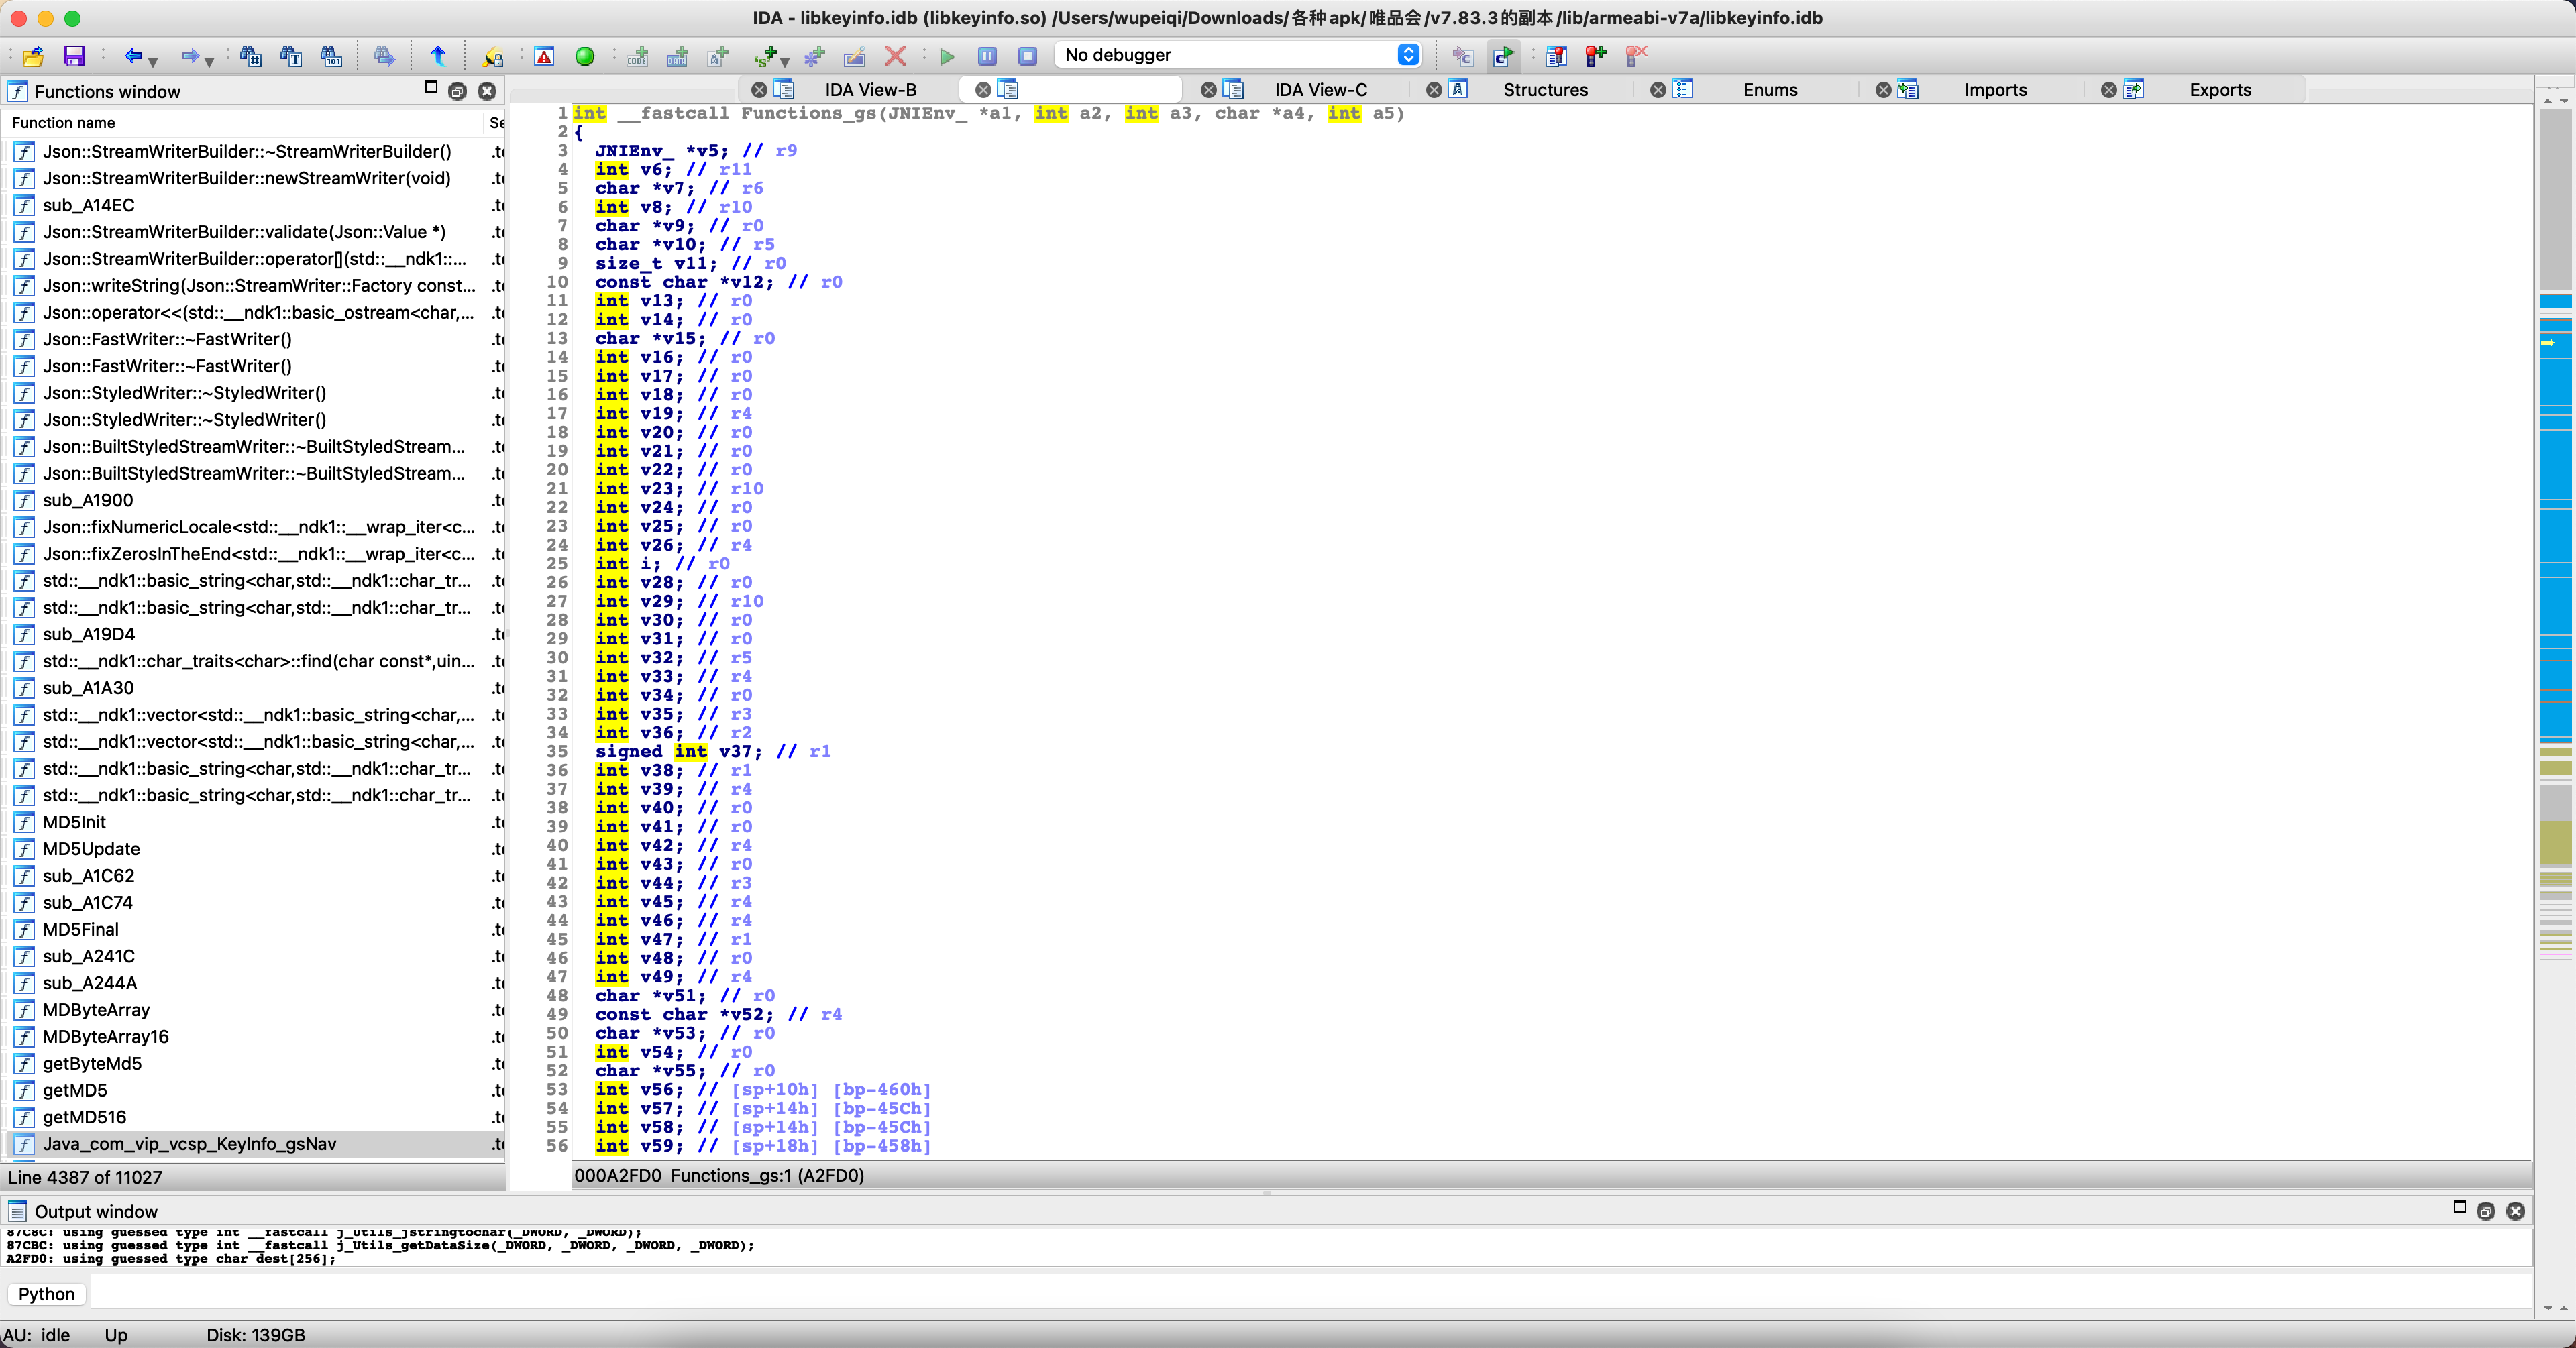 IDA - libkeyinfo.idb (libkeyinfo.so) /Users/wupeiqi/Downloads/各种apk/唯品会/v7.83.3的副本/lib/armeabi-v7a/libkeyinfo.idb
No debugger
Functions window
IDA View-B
IDA View-C
Structures
Enums
Imports
Exports
Function name Se
Json::StreamWriterBuilder::~StreamWriterBuilder() .te
Json::StreamWriterBuilder::newStreamWriter(void) .te
sub_A14EC .te
Json::StreamWriterBuilder::validate(Json::Value *) .te
Json::StreamWriterBuilder::operator[](std::__ndk1::... .te
Json::writeString(Json::StreamWriter::Factory const... .te
Json::operator<<(std::__ndk1::basic_ostream<char,... .te
Json::FastWriter::~FastWriter() .te
Json::FastWriter::~FastWriter() .te
Json::StyledWriter::~StyledWriter() .te
Json::StyledWriter::~StyledWriter() .te
Json::BuiltStyledStreamWriter::~BuiltStyledStream... .te
Json::BuiltStyledStreamWriter::~BuiltStyledStream... .te
sub_A1900 .te
Json::fixNumericLocale<std::__ndk1::__wrap_iter<c... .te
Json::fixZerosInTheEnd<std::__ndk1::__wrap_iter<c... .te
std::__ndk1::basic_string<char,std::__ndk1::char_tr... .te
std::__ndk1::basic_string<char,std::__ndk1::char_tr... .te
sub_A19D4 .te
std::__ndk1::char_traits<char>::find(char const*,uin... .te
sub_A1A30 .te
std::__ndk1::vector<std::__ndk1::basic_string<char,... .te
std::__ndk1::vector<std::__ndk1::basic_string<char,... .te
std::__ndk1::basic_string<char,std::__ndk1::char_tr... .te
std::__ndk1::basic_string<char,std::__ndk1::char_tr... .te
MD5Init .te
MD5Update .te
sub_A1C62 .te
sub_A1C74 .te
MD5Final .te
sub_A241C .te
sub_A244A .te
MDByteArray .te
MDByteArray16 .te
getByteMd5 .te
getMD5 .te
getMD516 .te
Java_com_vip_vcsp_KeyInfo_gsNav .te
Line 4387 of 11027
1 int __fastcall Functions_gs(JNIEnv_ *a1, int a2, int a3, char *a4, int a5)
2 {
3 JNIEnv_ *v5; // r9
4 int v6; // r11
5 char *v7; // r6
6 int v8; // r10
7 char *v9; // r0
8 char *v10; // r5
9 size_t v11; // r0
10 const char *v12; // r0
11 int v13; // r0
12 int v14; // r0
13 char *v15; // r0
14 int v16; // r0
15 int v17; // r0
16 int v18; // r0
17 int v19; // r4
18 int v20; // r0
19 int v21; // r0
20 int v22; // r0
21 int v23; // r10
22 int v24; // r0
23 int v25; // r0
24 int v26; // r4
25 int i; // r0
26 int v28; // r0
27 int v29; // r10
28 int v30; // r0
29 int v31; // r0
30 int v32; // r5
31 int v33; // r4
32 int v34; // r0
33 int v35; // r3
34 int v36; // r2
35 signed int v37; // r1
36 int v38; // r1
37 int v39; // r4
38 int v40; // r0
39 int v41; // r0
40 int v42; // r4
41 int v43; // r0
42 int v44; // r3
43 int v45; // r4
44 int v46; // r4
45 int v47; // r1
46 int v48; // r0
47 int v49; // r4
48 char *v51; // r0
49 const char *v52; // r4
50 char *v53; // r0
51 int v54; // r0
52 char *v55; // r0
53 int v56; // [sp+10h] [bp-460h]
54 int v57; // [sp+14h] [bp-45Ch]
55 int v58; // [sp+14h] [bp-45Ch]
56 int v59; // [sp+18h] [bp-458h]
000A2FD0 Functions_gs:1 (A2FD0)
Output window
87C8C: using guessed type int __fastcall j_Utils_jstringtochar(_DWORD, _DWORD);
87CBC: using guessed type int __fastcall j_Utils_getDataSize(_DWORD, _DWORD, _DWORD, _DWORD);
A2FD0: using guessed type char dest[256];
Python
AU: idle Up Disk: 139GB